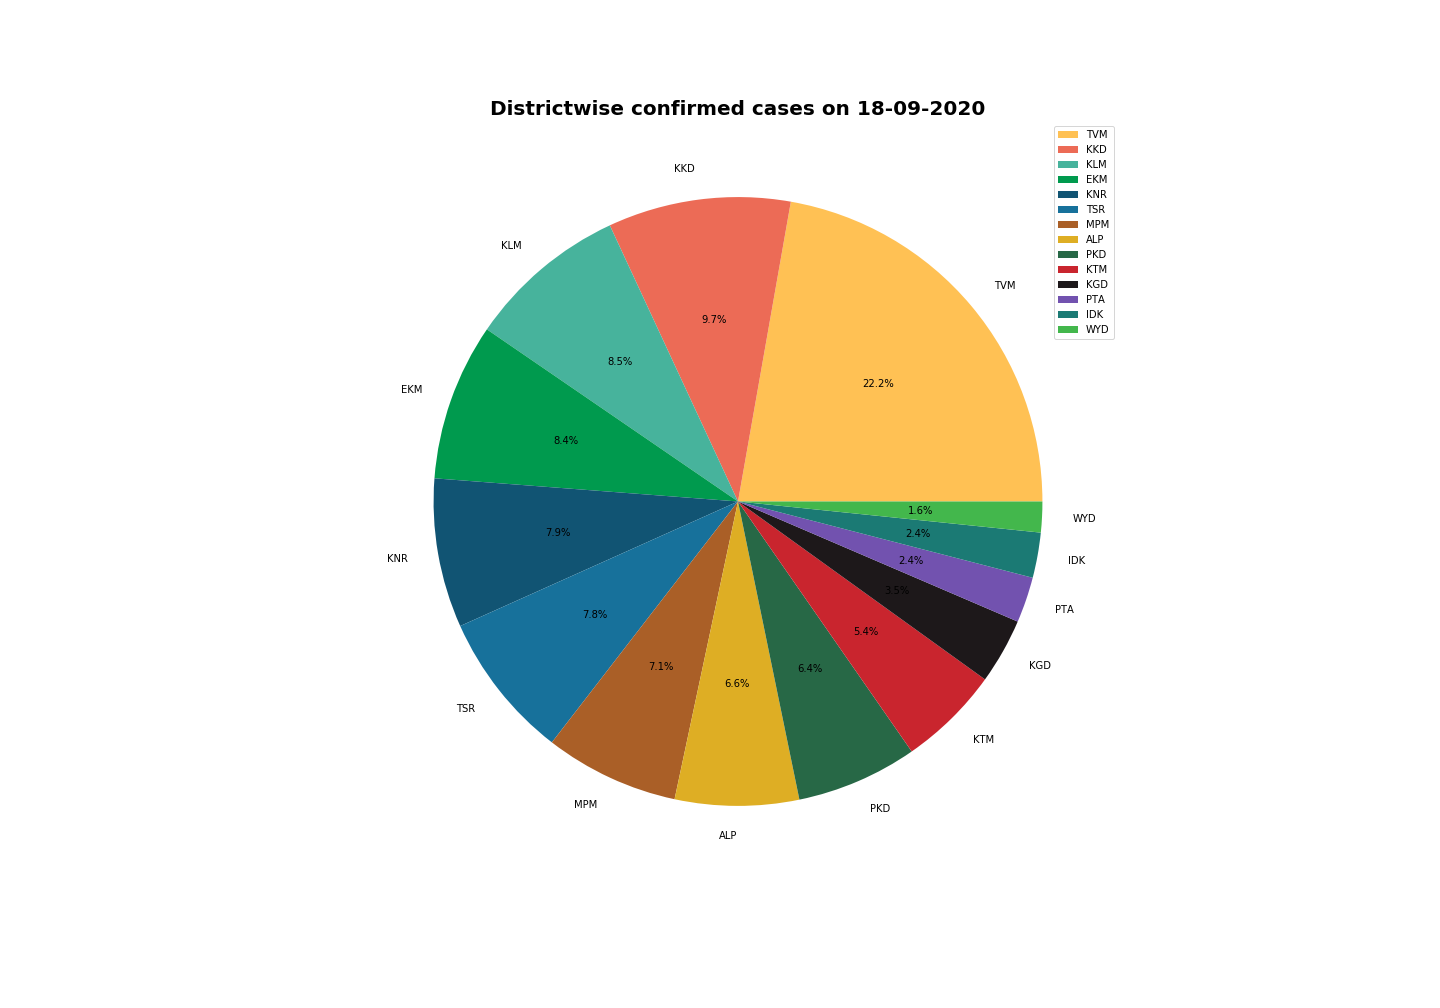 Districtwise confirmed cases on 18-09-2020
TVM
KKD
KLM
EKM
KNR
TSR
MPM
ALP
PKD
KTM
KGD
PTA
IDK
WYD
TVM
22.2%
KKD
9.7%
KLM
8.5%
EKM
8.4%
KNR
7.9%
TSR
7.8%
MPM
7.1%
ALP
6.6%
PKD
6.4%
KTM
5.4%
KGD
3.5%
PTA
2.4%
IDK
2.4%
WYD
1.6%